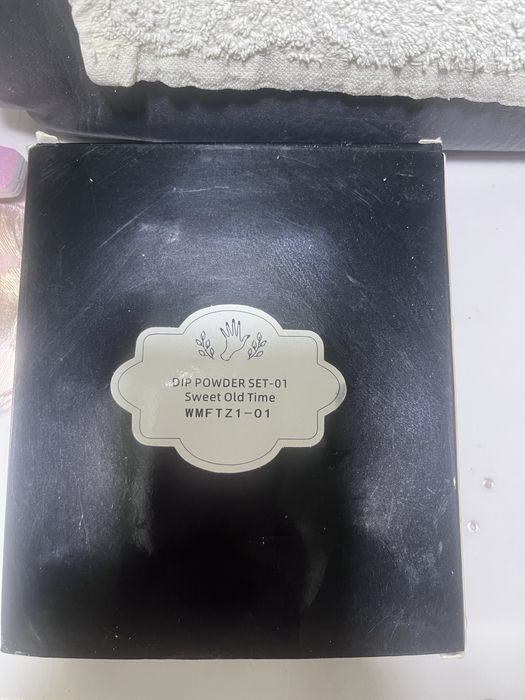 DIP POWDER SET-01
Sweet Old Time
WMFTZ1-01